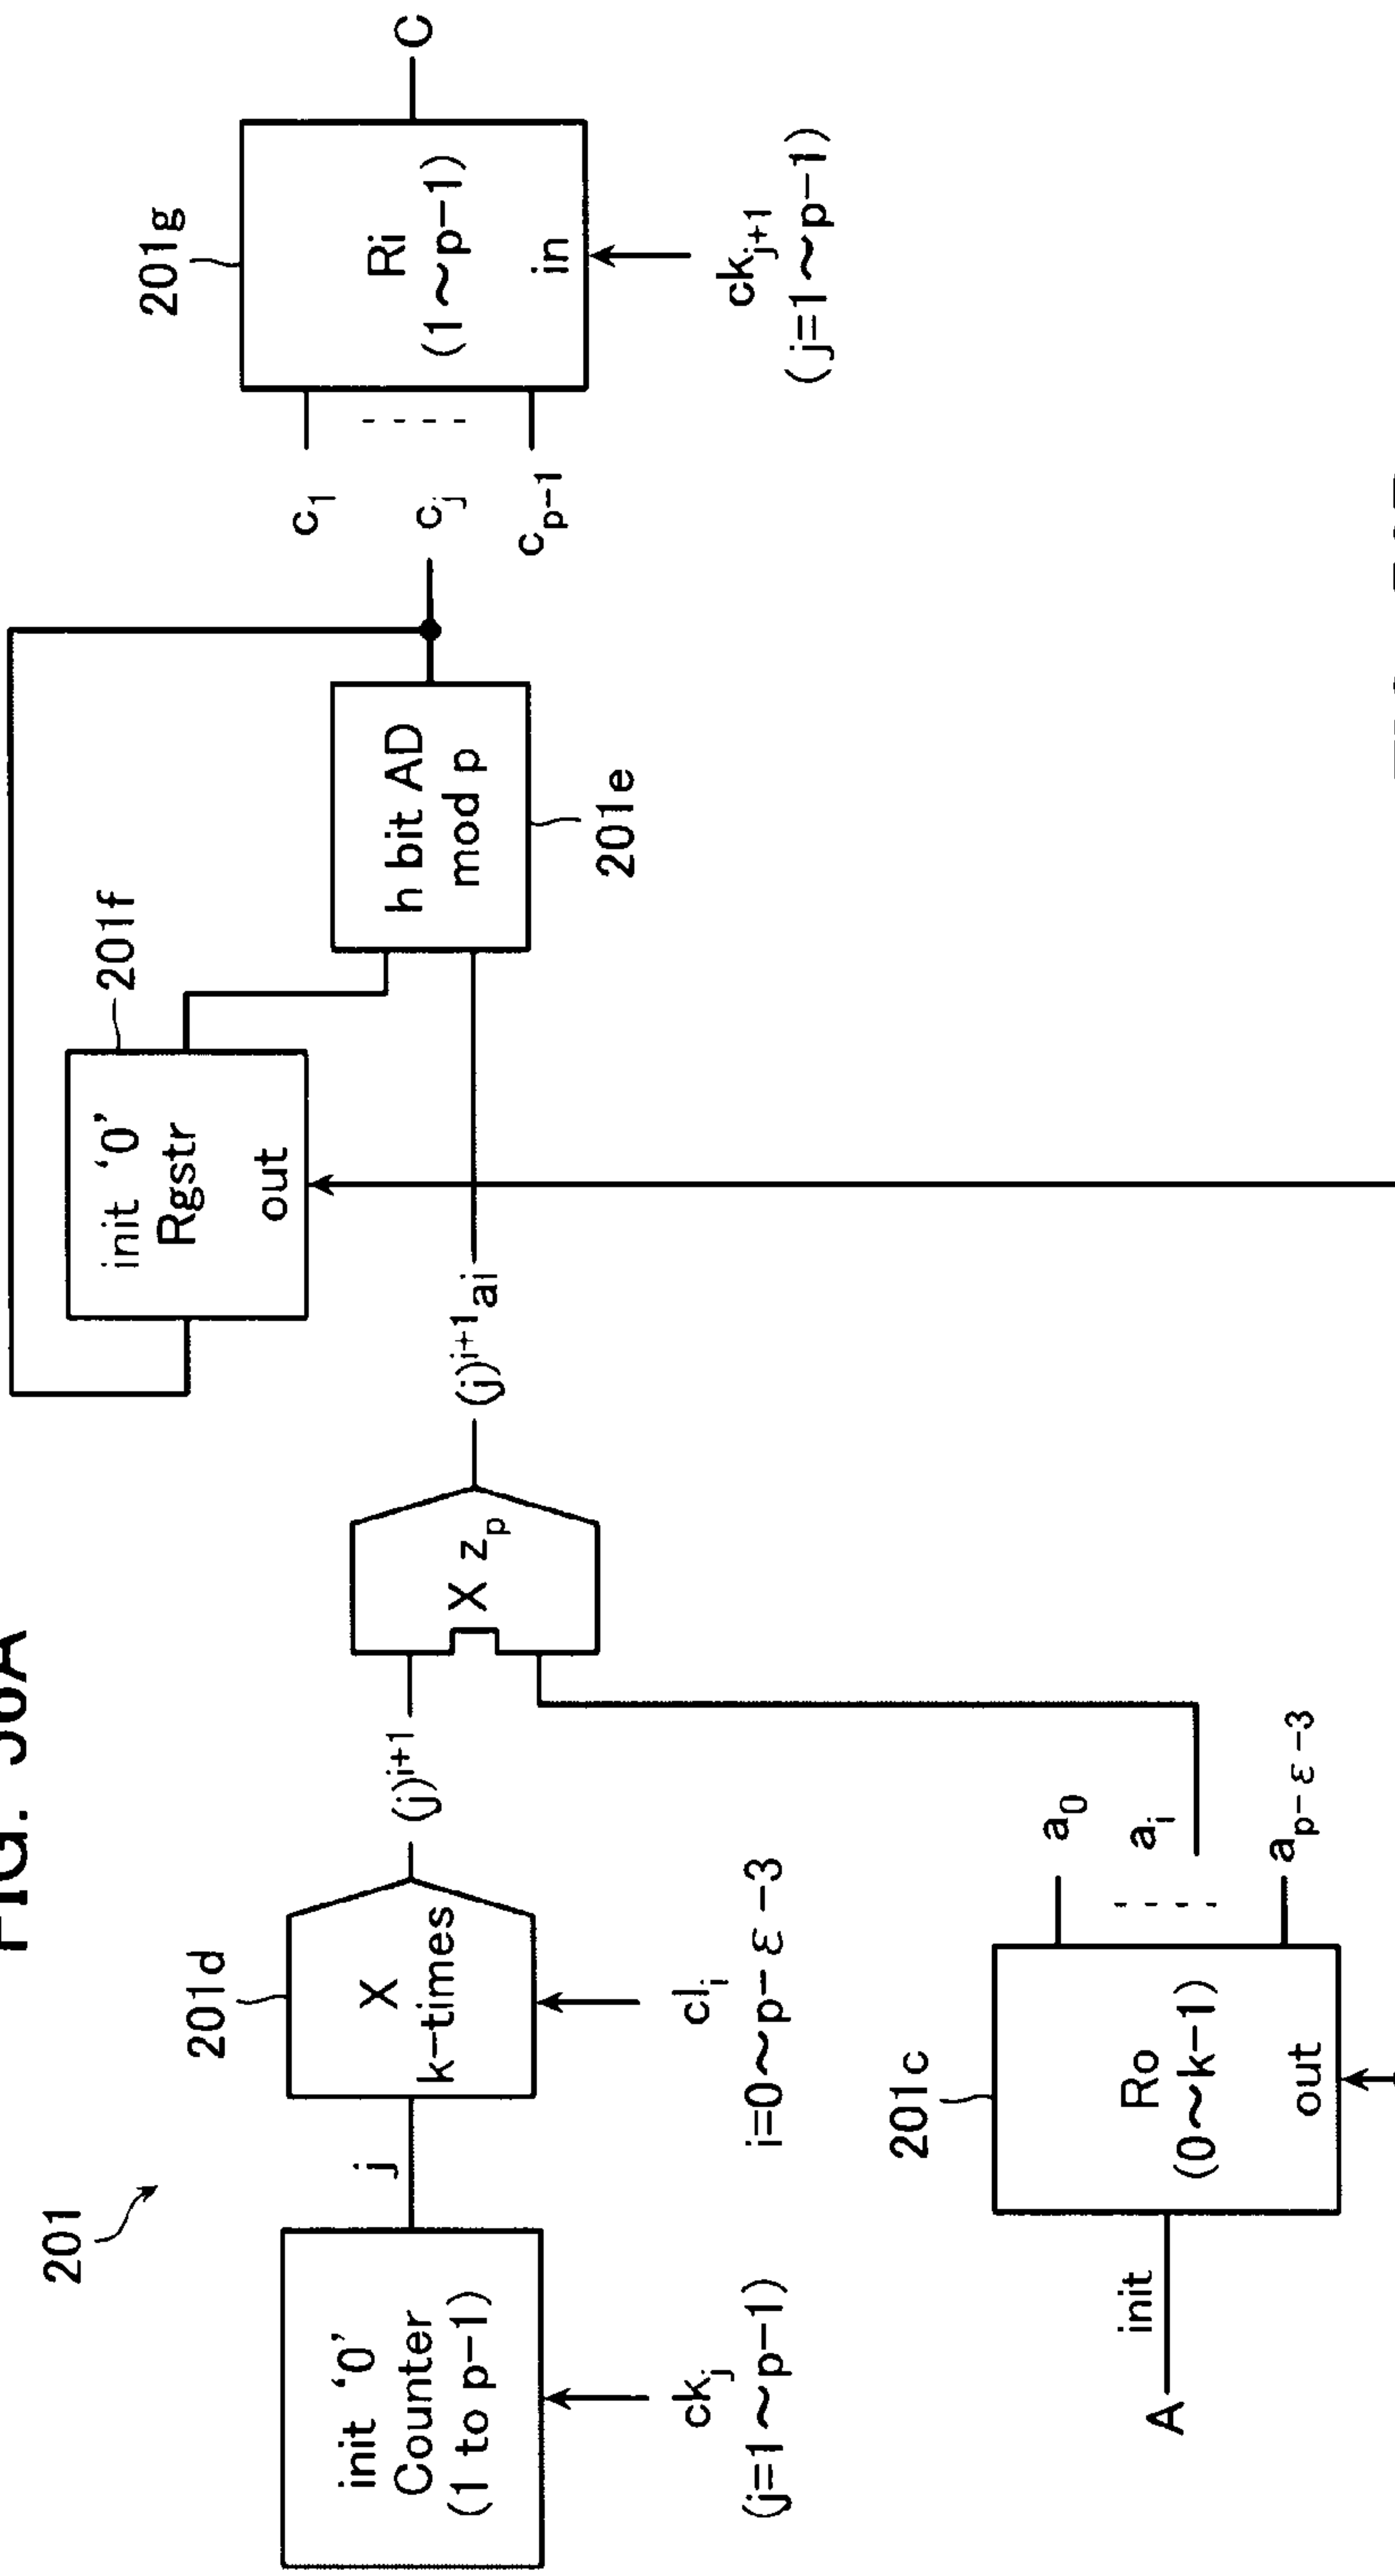 FIG.
201
init ‘0’
Counter
(1 to p−1)
ck_j
(j=1～p−1)
j
201d
X
k−times
cl_i
i=0～p−ε−3
(j)^{i+1}
A
init
201c
Ro
(0～k−1)
out
a_0
a_i
a_{p−ε−3}
X z_p
(j)^{i+1} ai
init ‘0’
Rgstr
out
201f
h bit AD
mod p
201e
c_1
c_j
c_{p−1}
201g
Ri
(1～p−1)
in
ck_{j+1}
(j=1～p−1)
C